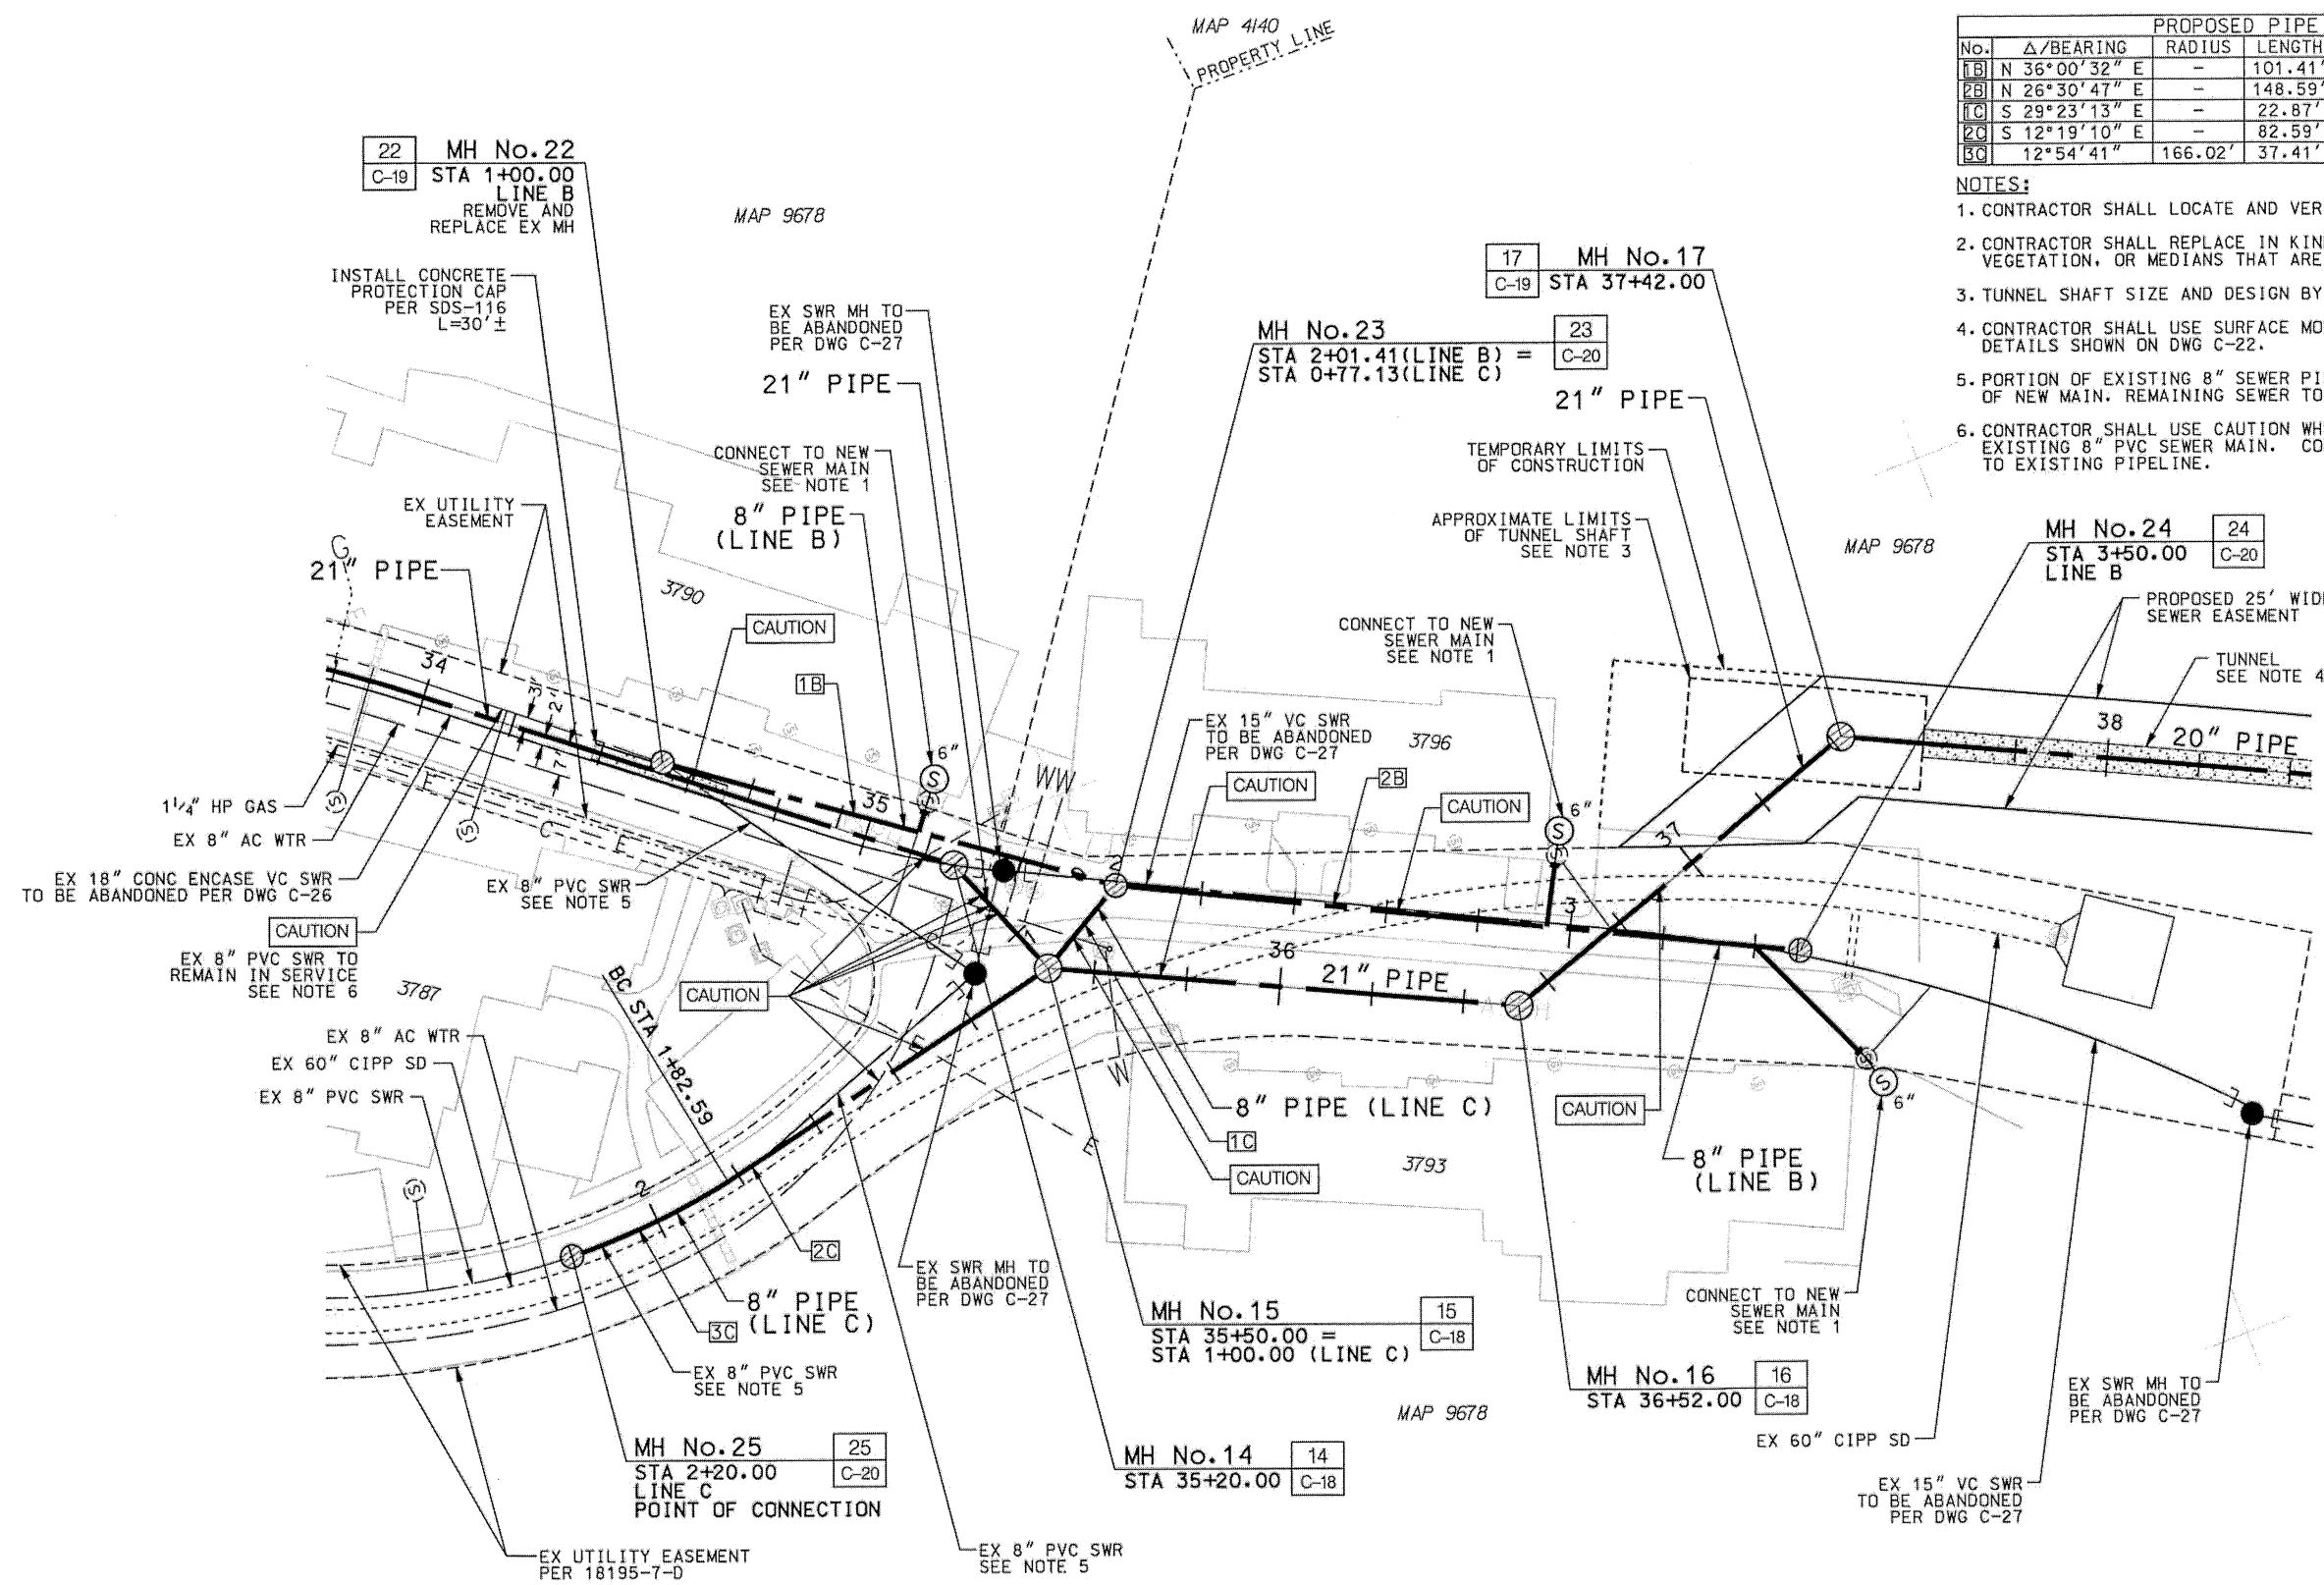 MAP 4140
PROPERTY LINE
PROPOSED PIPE
No. Δ/BEARING RADIUS LENGTH
1B N 36°00'32" E - 101.41'
2B N 26°30'47" E - 148.59'
1C S 29°23'13" E - 22.87'
2C S 12°19'10" E - 82.59'
3C 12°54'41" 166.02' 37.41'
NOTES:
1. CONTRACTOR SHALL LOCATE AND VER
2. CONTRACTOR SHALL REPLACE IN KIN
VEGETATION, OR MEDIANS THAT ARE
3. TUNNEL SHAFT SIZE AND DESIGN BY
4. CONTRACTOR SHALL USE SURFACE MO
DETAILS SHOWN ON DWG C-22.
5. PORTION OF EXISTING 8" SEWER PI
OF NEW MAIN. REMAINING SEWER TO
6. CONTRACTOR SHALL USE CAUTION WH
EXISTING 8" PVC SEWER MAIN. CO
TO EXISTING PIPELINE.
22
C-19
MH No.22
STA 1+00.00
LINE B
REMOVE AND
REPLACE EX MH
MAP 9678
INSTALL CONCRETE
PROTECTION CAP
PER SDS-116
L=30'±
EX SWR MH TO
BE ABANDONED
PER DWG C-27
21" PIPE
CONNECT TO NEW
SEWER MAIN
SEE NOTE 1
8" PIPE
(LINE B)
EX UTILITY
EASEMENT
G
21" PIPE
3790
CAUTION
1B
34
31'
2'
7'
35
6"
S
17
C-19
MH No.17
STA 37+42.00
MH No.23
STA 2+01.41(LINE B) =
STA 0+77.13(LINE C)
23
C-20
21" PIPE
TEMPORARY LIMITS
OF CONSTRUCTION
APPROXIMATE LIMITS
OF TUNNEL SHAFT
SEE NOTE 3
MAP 9678
MH No.24
STA 3+50.00
LINE B
24
C-20
PROPOSED 25' WID
SEWER EASEMENT
TUNNEL
SEE NOTE 4
CONNECT TO NEW
SEWER MAIN
SEE NOTE 1
EX 15" VC SWR
TO BE ABANDONED
PER DWG C-27
3796
CAUTION
2B
CAUTION
6"
S
WW
2
3
36
37
38
20" PIPE
21" PIPE
1 1/4" HP GAS
EX 8" AC WTR
EX 18" CONC ENCASE VC SWR
TO BE ABANDONED PER DWG C-26
CAUTION
EX 8" PVC SWR TO
REMAIN IN SERVICE
SEE NOTE 6
S
S
C
E
EX 8" PVC SWR
SEE NOTE 5
3787
BC STA 1+82.59
CAUTION
E
W
E
EX 8" AC WTR
EX 60" CIPP SD
EX 8" PVC SWR
S
2
2C
8" PIPE
(LINE C)
3C
EX 8" PVC SWR
SEE NOTE 5
8" PIPE (LINE C)
1C
CAUTION
3793
CAUTION
8" PIPE
(LINE B)
S
6"
CONNECT TO NEW
SEWER MAIN
SEE NOTE 1
EX SWR MH TO
BE ABANDONED
PER DWG C-27
MH No.15
STA 35+50.00 =
STA 1+00.00 (LINE C)
15
C-18
MH No.16
STA 36+52.00
16
C-18
MAP 9678
EX 60" CIPP SD
EX SWR MH TO
BE ABANDONED
PER DWG C-27
EX 15" VC SWR
TO BE ABANDONED
PER DWG C-27
MH No.25
STA 2+20.00
LINE C
POINT OF CONNECTION
25
C-20
MH No.14
STA 35+20.00
14
C-18
EX UTILITY EASEMENT
PER 18195-7-D
EX 8" PVC SWR
SEE NOTE 5